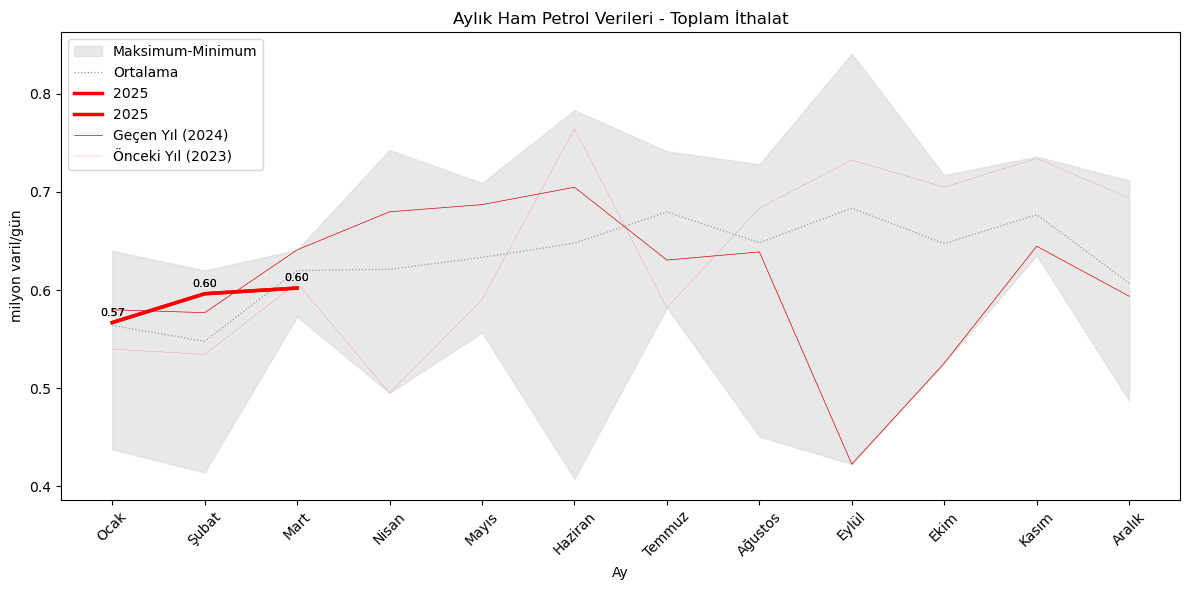 Aylık Ham Petrol Verileri - Toplam İthalat
Maksimum-Minimum
Ortalama
2025
2025
Geçen Yıl (2024)
Önceki Yıl (2023)
milyon varil/gün
0.8
0.7
0.6
0.5
0.4
0.57
0.60
0.60
Ocak
Şubat
Mart
Nisan
Mayıs
Haziran
Temmuz
Ağustos
Eylül
Ekim
Kasım
Aralık
Ay